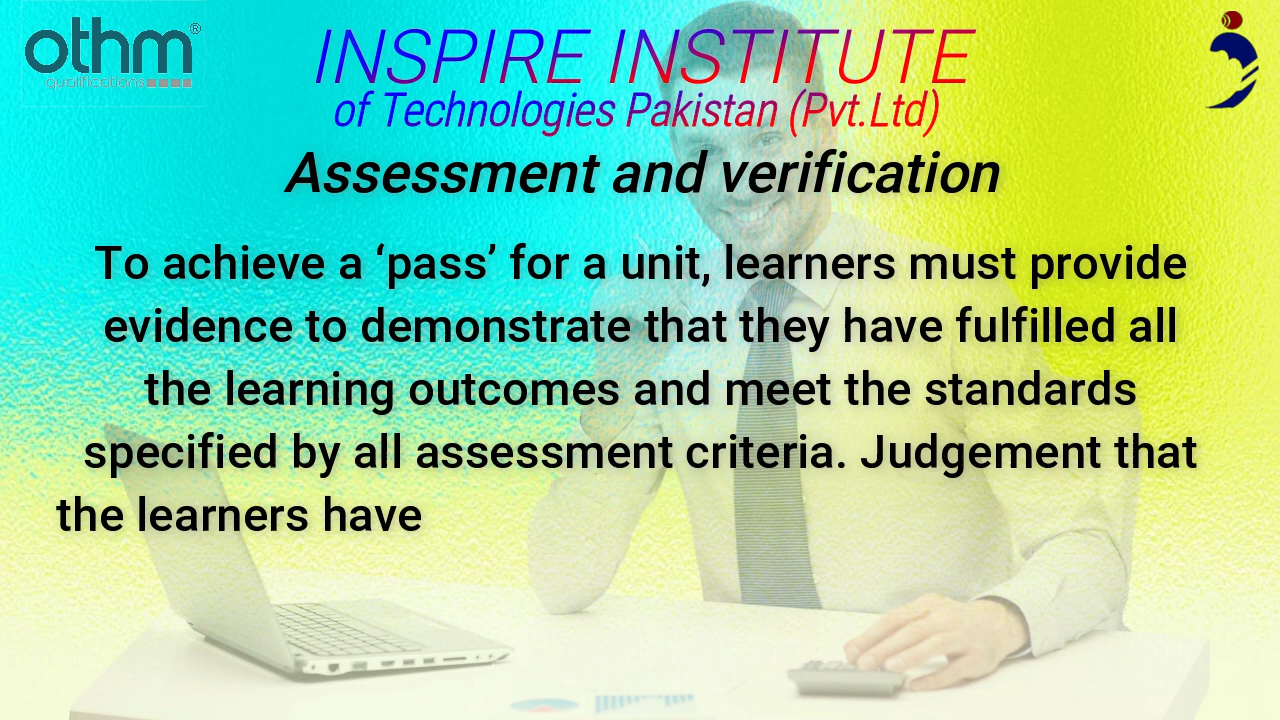 othm®
qualifications
INSPIRE INSTITUTE
of Technologies Pakistan (Pvt.Ltd)
Assessment and verification
To achieve a ‘pass’ for a unit, learners must provide
evidence to demonstrate that they have fulfilled all
the learning outcomes and meet the standards
specified by all assessment criteria. Judgement that
the learners have